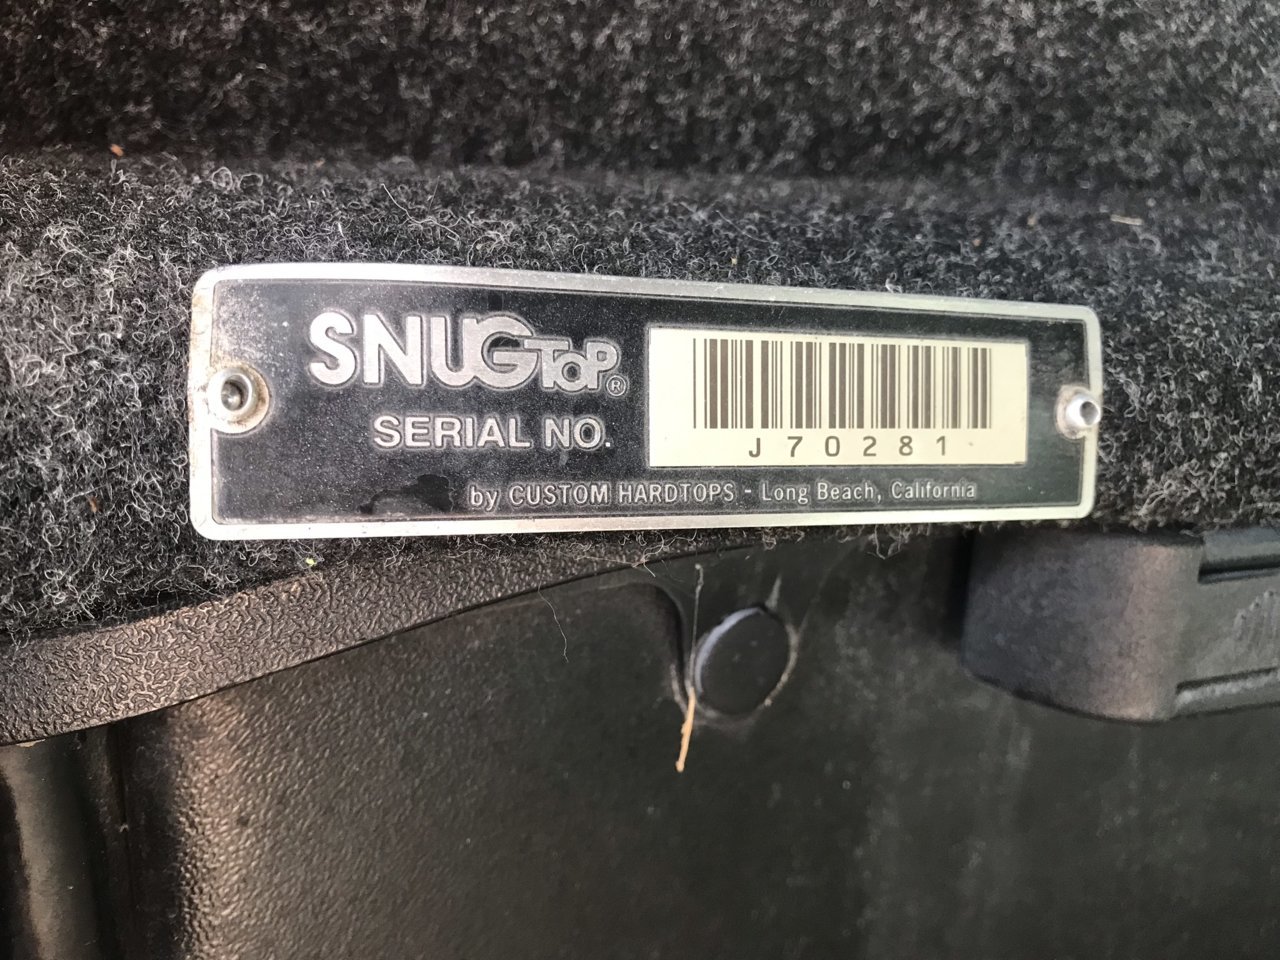 SNUGTOP®
SERIAL NO.
J70281
by CUSTOM HARDTOPS - Long Beach, California